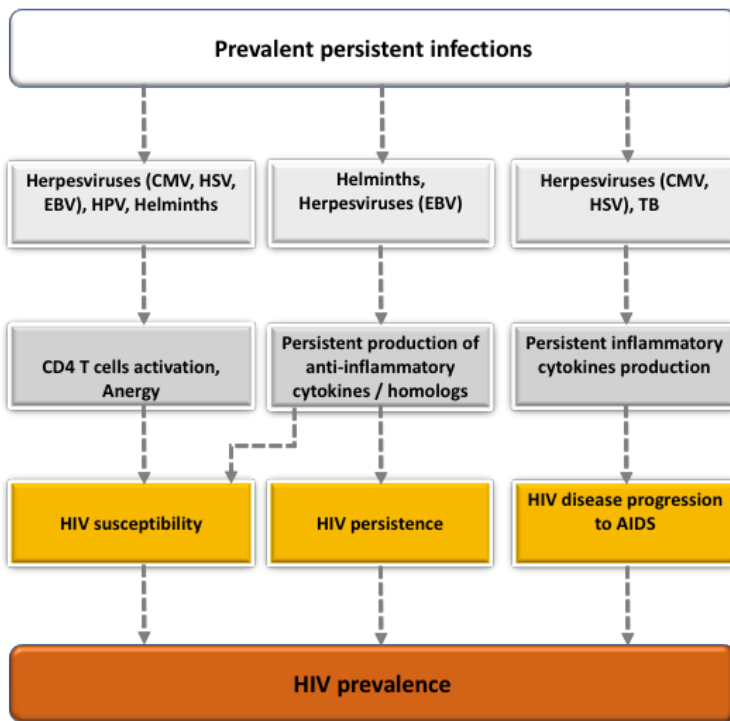 Prevalent persistent infections
Herpesviruses (CMV, HSV,
EBV), HPV, Helminths
Helminths,
Herpesviruses (EBV)
Herpesviruses (CMV,
HSV), TB
CD4 T cells activation,
Anergy
Persistent production of
anti-inflammatory
cytokines / homologs
Persistent inflammatory
cytokines production
HIV susceptibility
HIV persistence
HIV disease progression
to AIDS
HIV prevalence